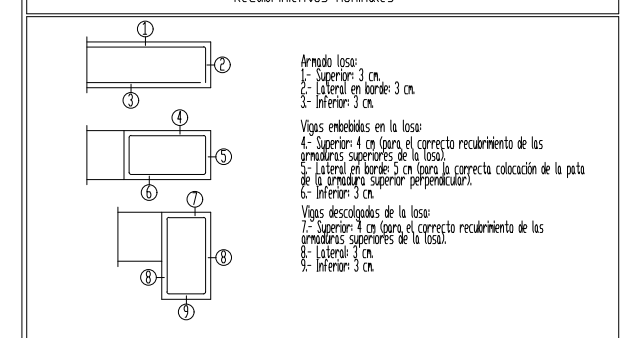 Recubrimientos Nominales
1
2
3
Armado losa:
1.- Superior: 3 cm.
2.- Lateral en borde: 3 cm.
3.- Inferior: 3 cm.
4
5
6
Vigas embebidas en la losa:
4.- Superior: 4 cm (para el correcto recubrimiento de las
armaduras superiores de la losa).
5.- Lateral en borde: 5 cm (para la correcta colocación de la pata
de la armadura superior perpendicular).
6.- Inferior: 3 cm.
7
8
8
9
Vigas descolgadas de la losa:
7.- Superior: 4 cm (para el correcto recubrimiento de las
armaduras superiores de la losa).
8.- Lateral: 3 cm.
9.- Inferior: 3 cm.